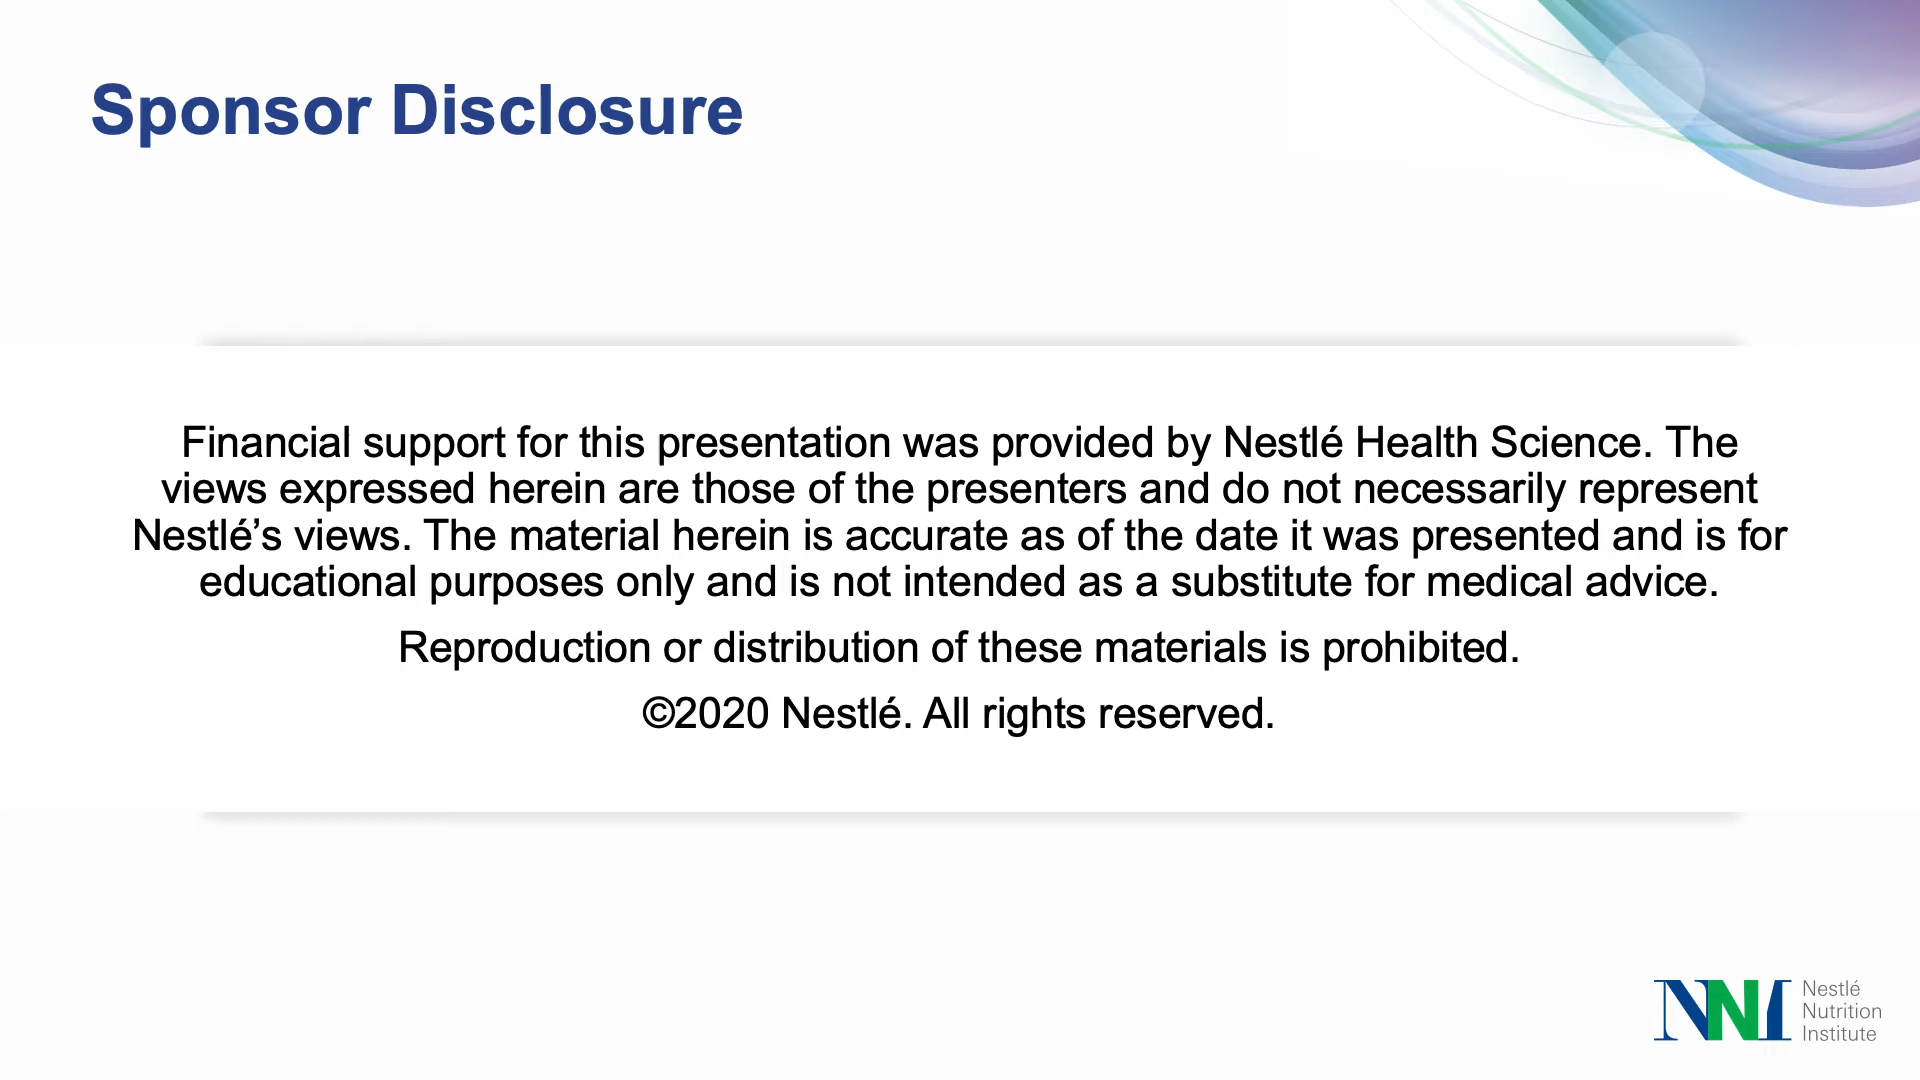 Sponsor Disclosure
Financial support for this presentation was provided by Nestlé Health Science. The
views expressed herein are those of the presenters and do not necessarily represent
Nestlé’s views. The material herein is accurate as of the date it was presented and is for
educational purposes only and is not intended as a substitute for medical advice.
Reproduction or distribution of these materials is prohibited.
©2020 Nestlé. All rights reserved.
NNI
Nestlé
Nutrition
Institute